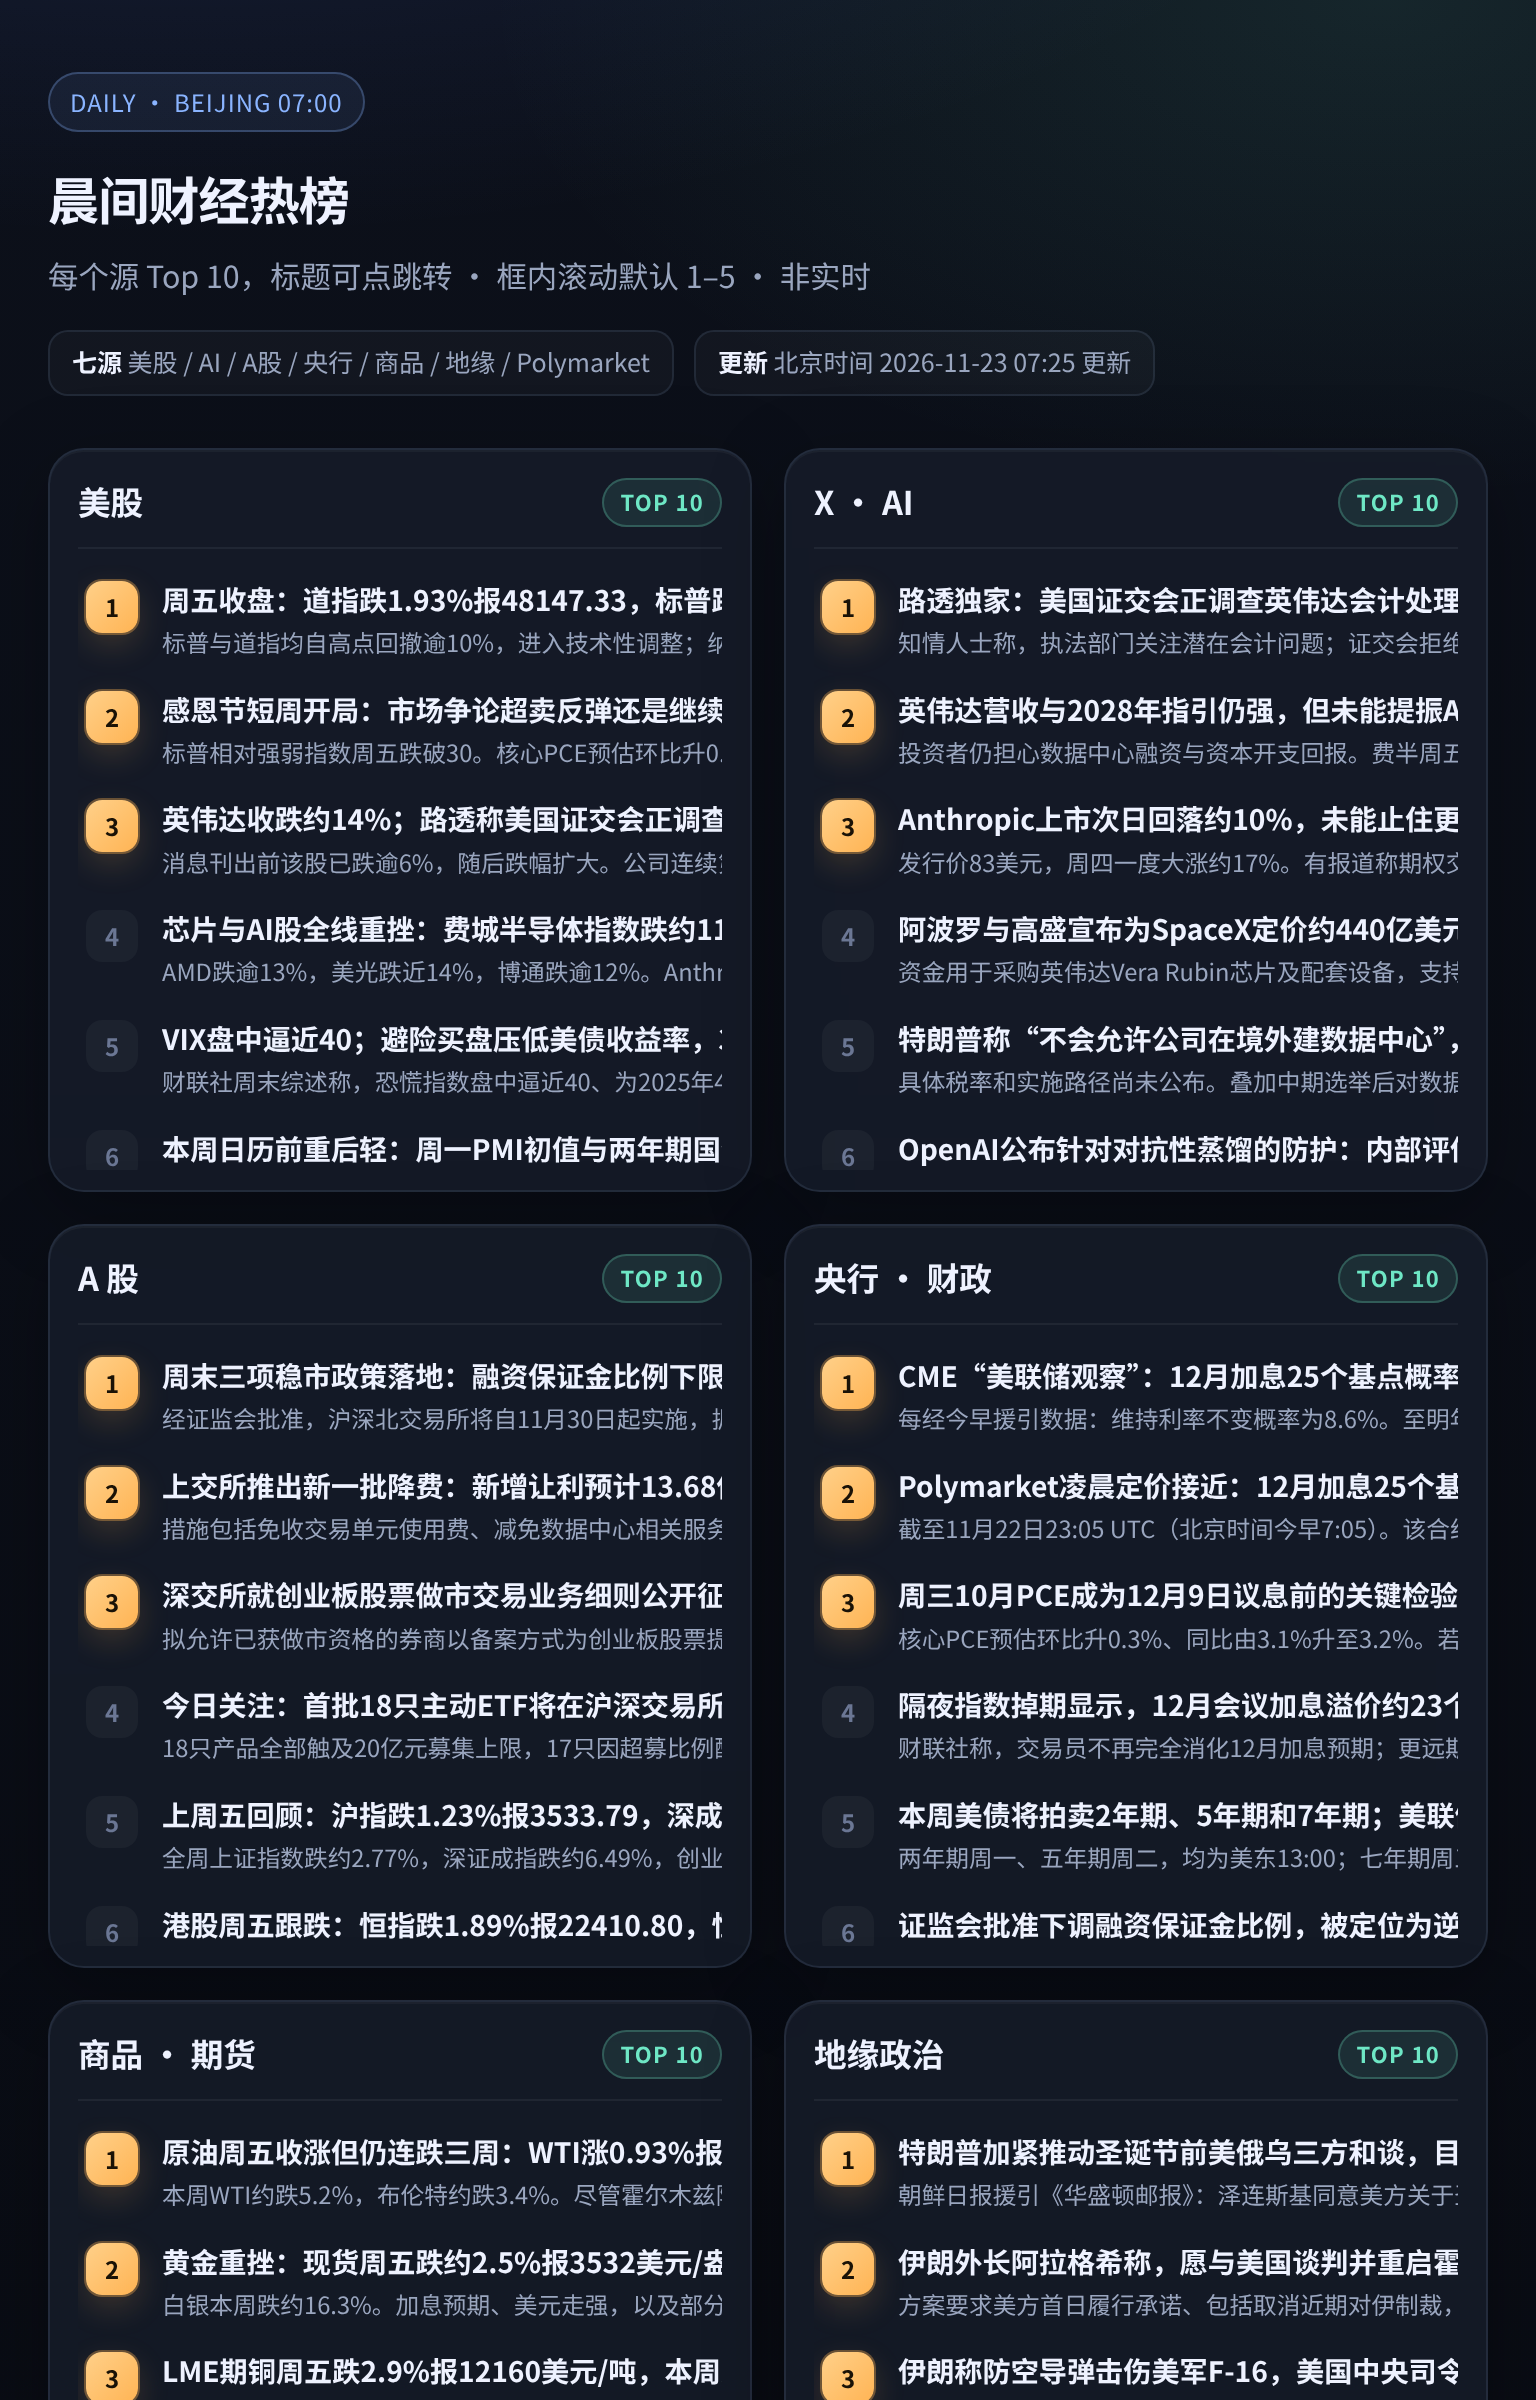 DAILY · BEIJING 07:00
晨间财经热榜
每个源 Top 10，标题可点跳转 · 框内滚动默认 1–5 · 非实时
七源 美股 / AI / A股 / 央行 / 商品 / 地缘 / Polymarket
更新 北京时间 2026-11-23 07:25 更新
美股
TOP 10
1
周五收盘：道指跌1.93%报48147.33，标普跌
标普与道指均自高点回撤逾10%，进入技术性调整；纳
2
感恩节短周开局：市场争论超卖反弹还是继续
标普相对强弱指数周五跌破30。核心PCE预估环比升0.
3
英伟达收跌约14%；路透称美国证交会正调查
消息刊出前该股已跌逾6%，随后跌幅扩大。公司连续
4
芯片与AI股全线重挫：费城半导体指数跌约11
AMD跌逾13%，美光跌近14%，博通跌逾12%。Anthr
5
VIX盘中逼近40；避险买盘压低美债收益率，
财联社周末综述称，恐慌指数盘中逼近40、为2025年4
6
本周日历前重后轻：周一PMI初值与两年期国
X · AI
TOP 10
1
路透独家：美国证交会正调查英伟达会计处理
知情人士称，执法部门关注潜在会计问题；证交会拒绝
2
英伟达营收与2028年指引仍强，但未能提振A
投资者仍担心数据中心融资与资本开支回报。费半周五
3
Anthropic上市次日回落约10%，未能止住更
发行价83美元，周四一度大涨约17%。有报道称期权交
4
阿波罗与高盛宣布为SpaceX定价约440亿美元
资金用于采购英伟达Vera Rubin芯片及配套设备，支持
5
特朗普称“不会允许公司在境外建数据中心”，
具体税率和实施路径尚未公布。叠加中期选举后对数据
6
OpenAI公布针对对抗性蒸馏的防护：内部评估
A 股
TOP 10
1
周末三项稳市政策落地：融资保证金比例下限
经证监会批准，沪深北交易所将自11月30日起实施，
2
上交所推出新一批降费：新增让利预计13.68亿
措施包括免收交易单元使用费、减免数据中心相关服务
3
深交所就创业板股票做市交易业务细则公开征
拟允许已获做市资格的券商以备案方式为创业板股票提
4
今日关注：首批18只主动ETF将在沪深交易所
18只产品全部触及20亿元募集上限，17只因超募比例配
5
上周五回顾：沪指跌1.23%报3533.79，深成
全周上证指数跌约2.77%，深证成指跌约6.49%，创业
6
港股周五跟跌：恒指跌1.89%报22410.80，恒
央行 · 财政
TOP 10
1
CME“美联储观察”：12月加息25个基点概率
每经今早援引数据：维持利率不变概率为8.6%。至明年
2
Polymarket凌晨定价接近：12月加息25个基
截至11月22日23:05 UTC（北京时间今早7:05）。该合约
3
周三10月PCE成为12月9日议息前的关键检验
核心PCE预估环比升0.3%、同比由3.1%升至3.2%。若
4
隔夜指数掉期显示，12月会议加息溢价约23个
财联社称，交易员不再完全消化12月加息预期；更远期
5
本周美债将拍卖2年期、5年期和7年期；美联储
两年期周一、五年期周二，均为美东13:00；七年期周
6
证监会批准下调融资保证金比例，被定位为逆
商品 · 期货
TOP 10
1
原油周五收涨但仍连跌三周：WTI涨0.93%报
本周WTI约跌5.2%，布伦特约跌3.4%。尽管霍尔木兹
2
黄金重挫：现货周五跌约2.5%报3532美元/盎
白银本周跌约16.3%。加息预期、美元走强，以及部分
3
LME期铜周五跌2.9%报12160美元/吨，本周
地缘政治
TOP 10
1
特朗普加紧推动圣诞节前美俄乌三方和谈，目
朝鲜日报援引《华盛顿邮报》：泽连斯基同意美方关于
2
伊朗外长阿拉格希称，愿与美国谈判并重启霍
方案要求美方首日履行承诺、包括取消近期对伊制裁，
3
伊朗称防空导弹击伤美军F-16，美国中央司令